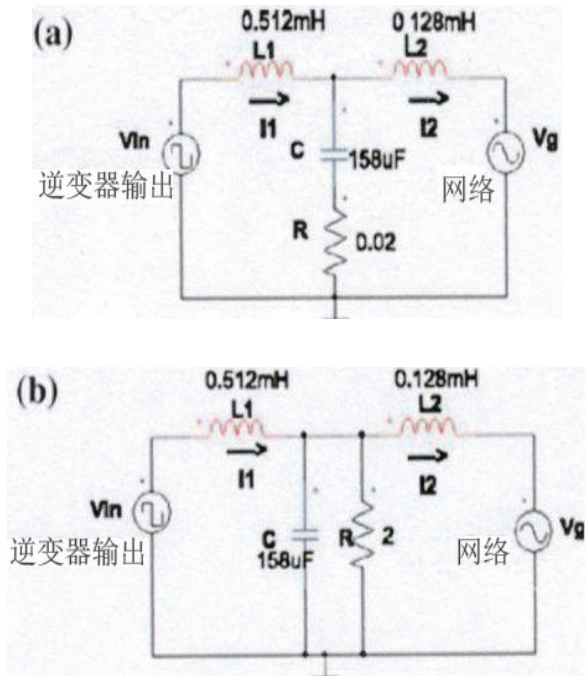 (a)
0.512mH
0 128mH
L1
L2
I1
I2
Vin
C
158uF
Vg
逆变器输出
网络
R
0.02
(b)
0.512mH
0.128mH
L1
L2
I1
I2
Vin
C
158uF
R
2
Vg
逆变器输出
网络